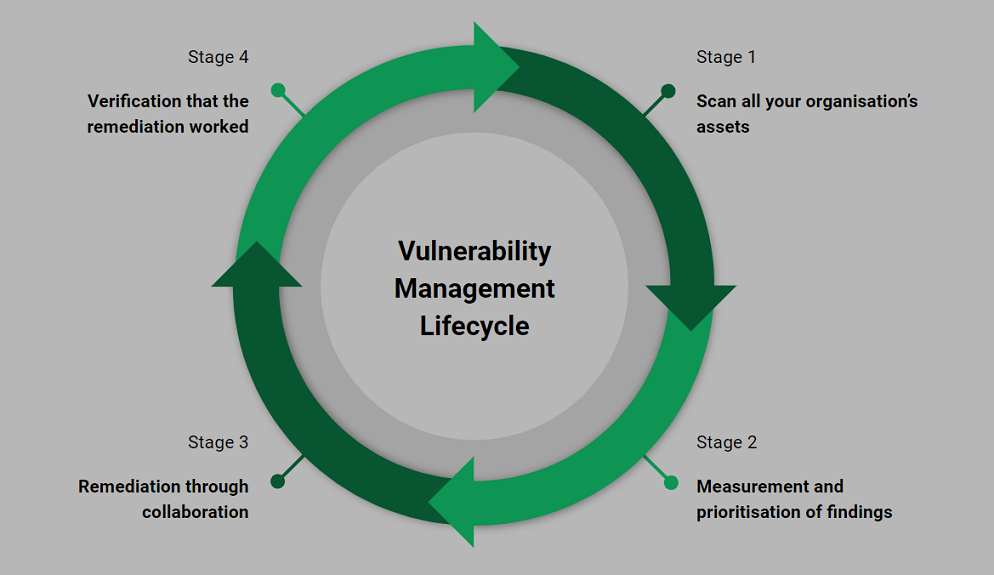 Stage 4
Verification that the
remediation worked
Stage 1
Scan all your organisation’s
assets
Vulnerability
Management
Lifecycle
Stage 3
Remediation through
collaboration
Stage 2
Measurement and
prioritisation of findings